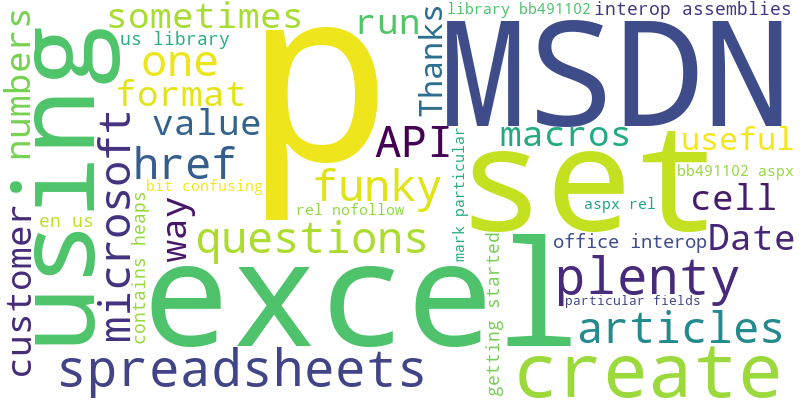 sometimes
run
Thanks
library bb491102
interop assemblies
us library
numbers
using
one
p
MSDN
format
value
API
macros
useful
href
set
bb491102 aspx
microsoft
bit confusing
funky
mark particular
cell
aspx rel
rel nofollow
en us
way
questions
office interop
Date
customer
contains heaps
excel
getting started
plenty
particular fields
articles
spreadsheets
create